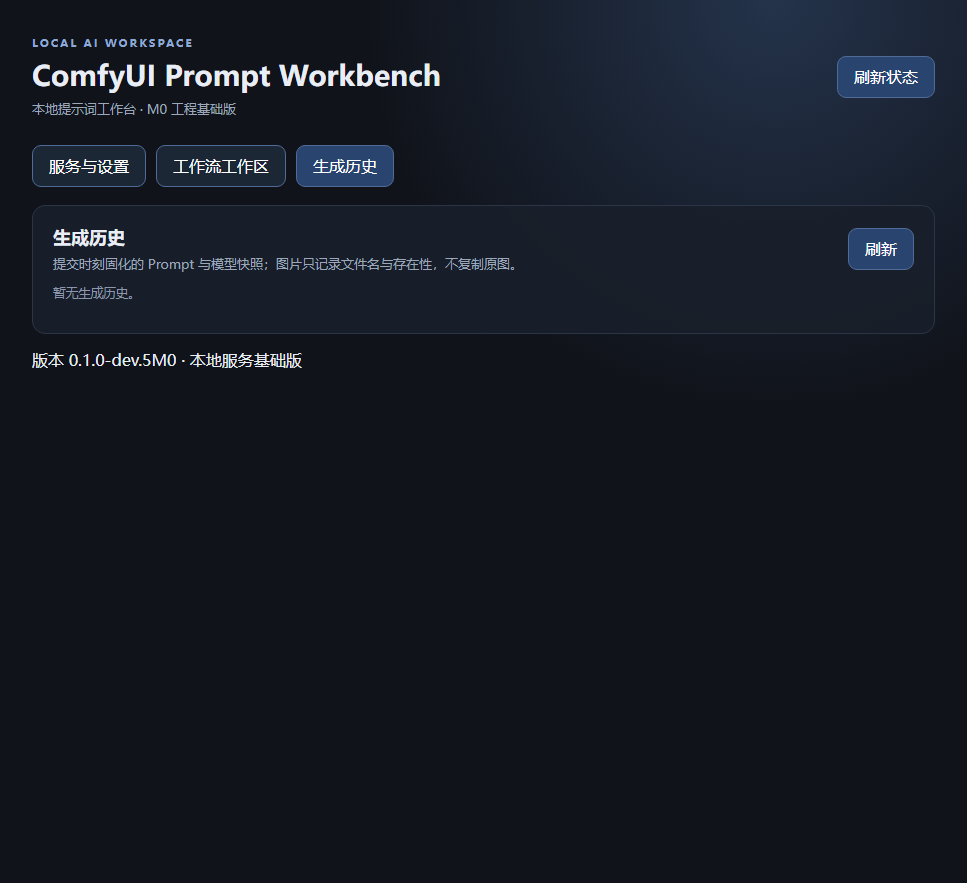 LOCAL AI WORKSPACE
ComfyUI Prompt Workbench
本地提示词工作台 · M0 工程基础版
刷新状态
服务与设置
工作流工作区
生成历史
生成历史
提交时刻固化的 Prompt 与模型快照；图片只记录文件名与存在性，不复制原图。
刷新
暂无生成历史。
版本 0.1.0-dev.5M0 · 本地服务基础版